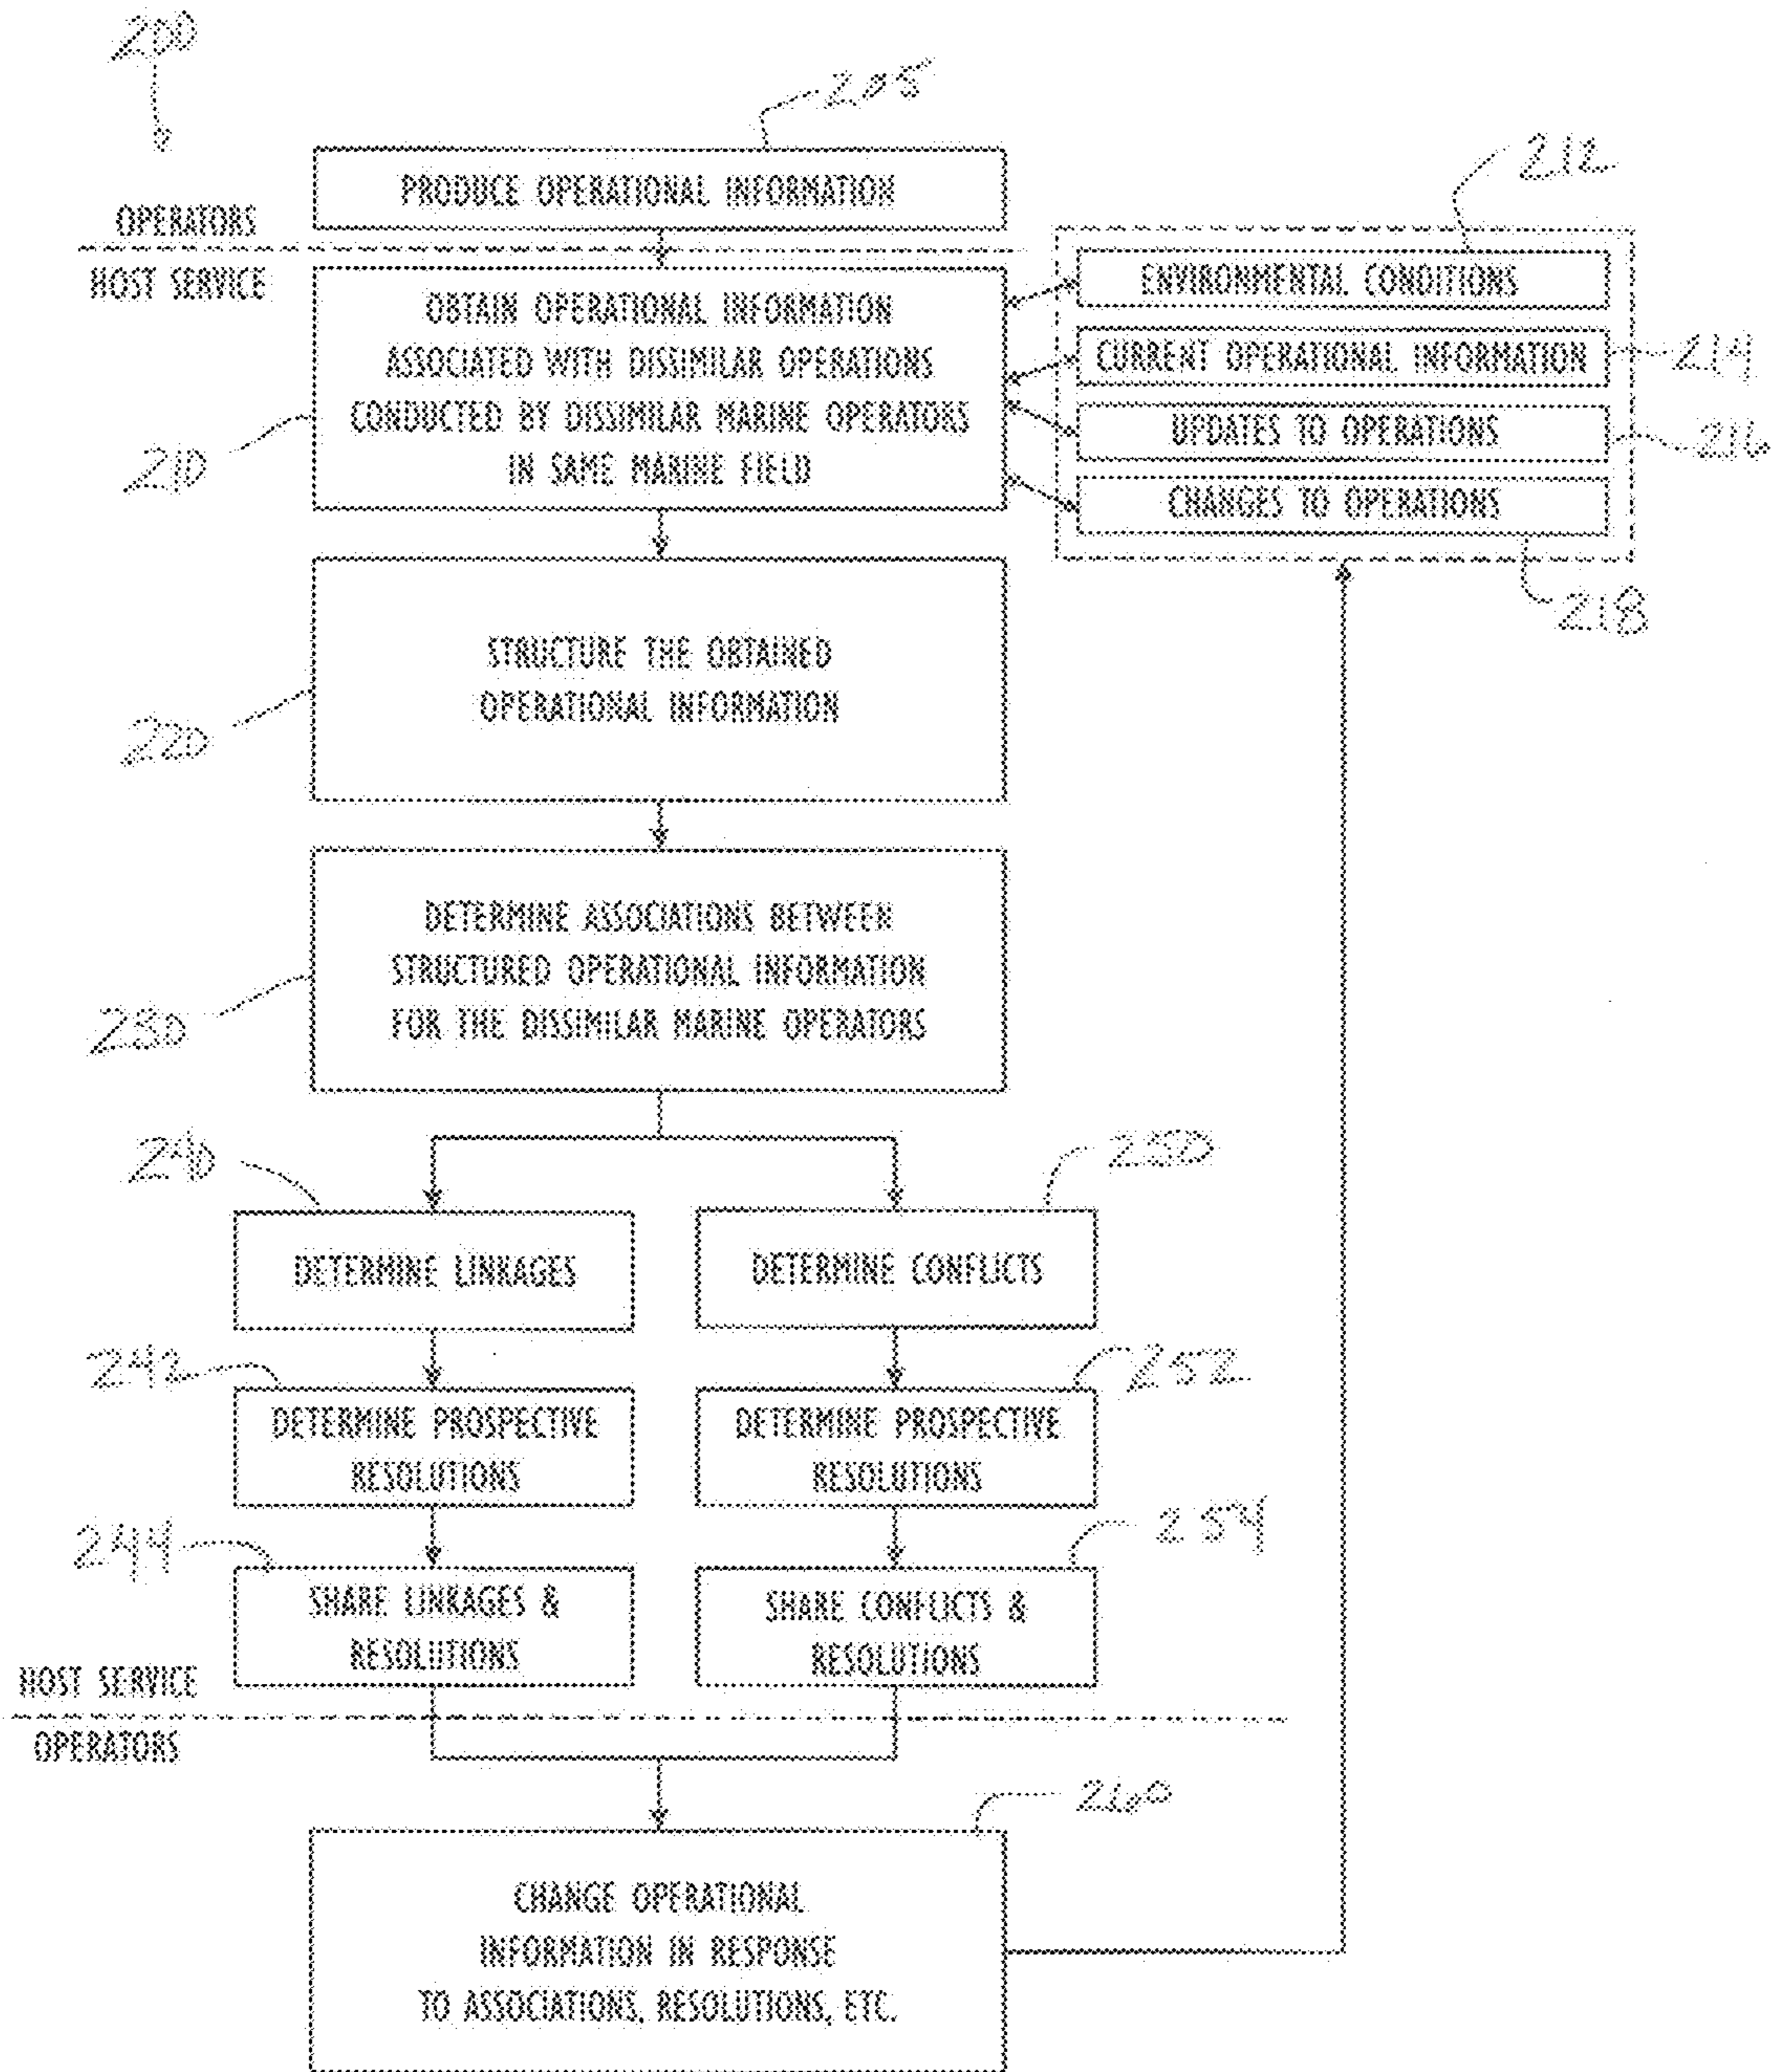 200
205
PRODUCE OPERATIONAL INFORMATION
212
OPERATORS
HOST SERVICE
ENVIRONMENTAL CONDITIONS
OBTAIN OPERATIONAL INFORMATION
ASSOCIATED WITH DISSIMILAR OPERATIONS
CONDUCTED BY DISSIMILAR MARINE OPERATORS
IN SAME MARINE FIELD
CURRENT OPERATIONAL INFORMATION
214
UPDATES TO OPERATIONS
216
210
CHANGES TO OPERATIONS
218
STRUCTURE THE OBTAINED
OPERATIONAL INFORMATION
220
DETERMINE ASSOCIATIONS BETWEEN
STRUCTURED OPERATIONAL INFORMATION
FOR THE DISSIMILAR MARINE OPERATORS
230
240
250
DETERMINE LINKAGES
DETERMINE CONFLICTS
242
252
DETERMINE PROSPECTIVE
RESOLUTIONS
DETERMINE PROSPECTIVE
RESOLUTIONS
244
254
SHARE LINKAGES &
RESOLUTIONS
SHARE CONFLICTS &
RESOLUTIONS
HOST SERVICE
OPERATORS
260
CHANGE OPERATIONAL
INFORMATION IN RESPONSE
TO ASSOCIATIONS, RESOLUTIONS, ETC.